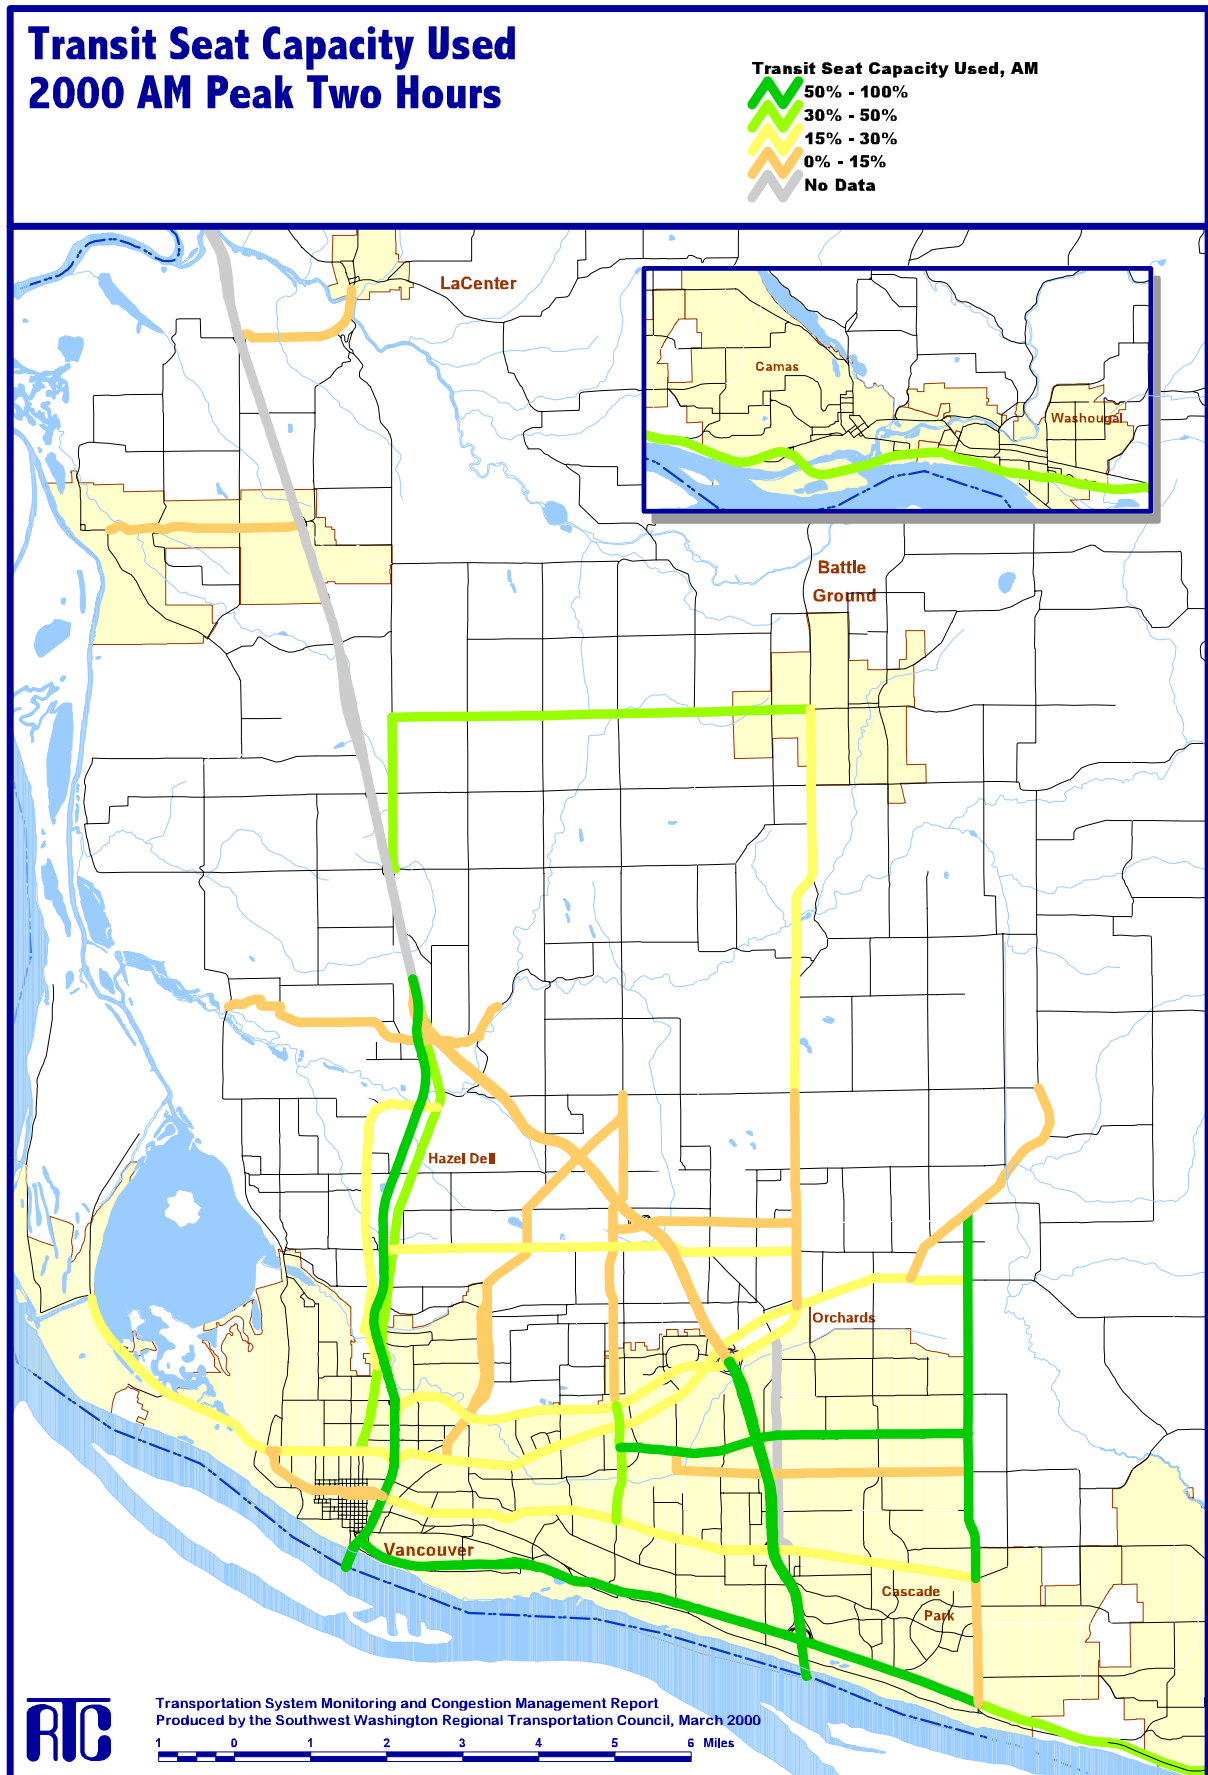 Transit Seat Capacity Used
2000 AM Peak Two Hours
Transit Seat Capacity Used, AM
50% - 100%
30% - 50%
15% - 30%
0% - 15%
No Data
LaCenter
Camas
Washougal
Battle
Ground
Hazel Dell
Orchards
Vancouver
Cascade
Park
RTC
Transportation System Monitoring and Congestion Management Report
Produced by the Southwest Washington Regional Transportation Council, March 2000
1 0 1 2 3 4 5 6 Miles